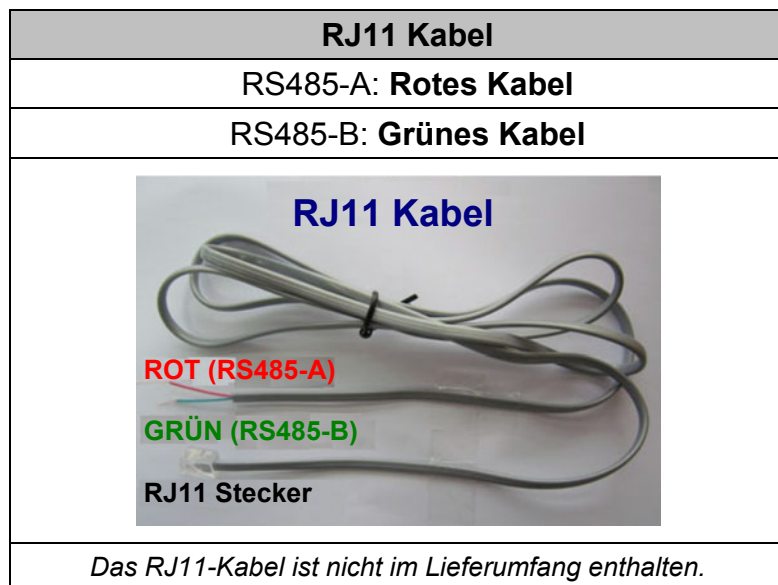 RJ11 Kabel
RS485-A: Rotes Kabel
RS485-B: Grünes Kabel
RJ11 Kabel
ROT (RS485-A)
GRÜN (RS485-B)
RJ11 Stecker
Das RJ11-Kabel ist nicht im Lieferumfang enthalten.